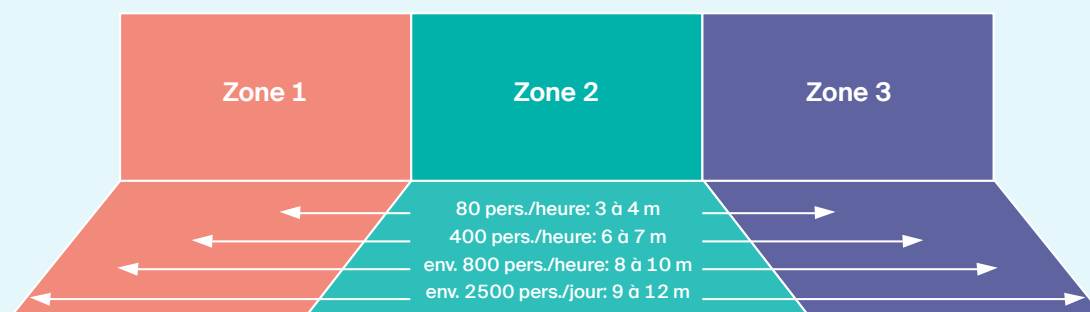 Zone 1
Zone 2
Zone 3
80 pers./heure: 3 à 4 m
400 pers./heure: 6 à 7 m
env. 800 pers./heure: 8 à 10 m
env. 2500 pers./jour: 9 à 12 m